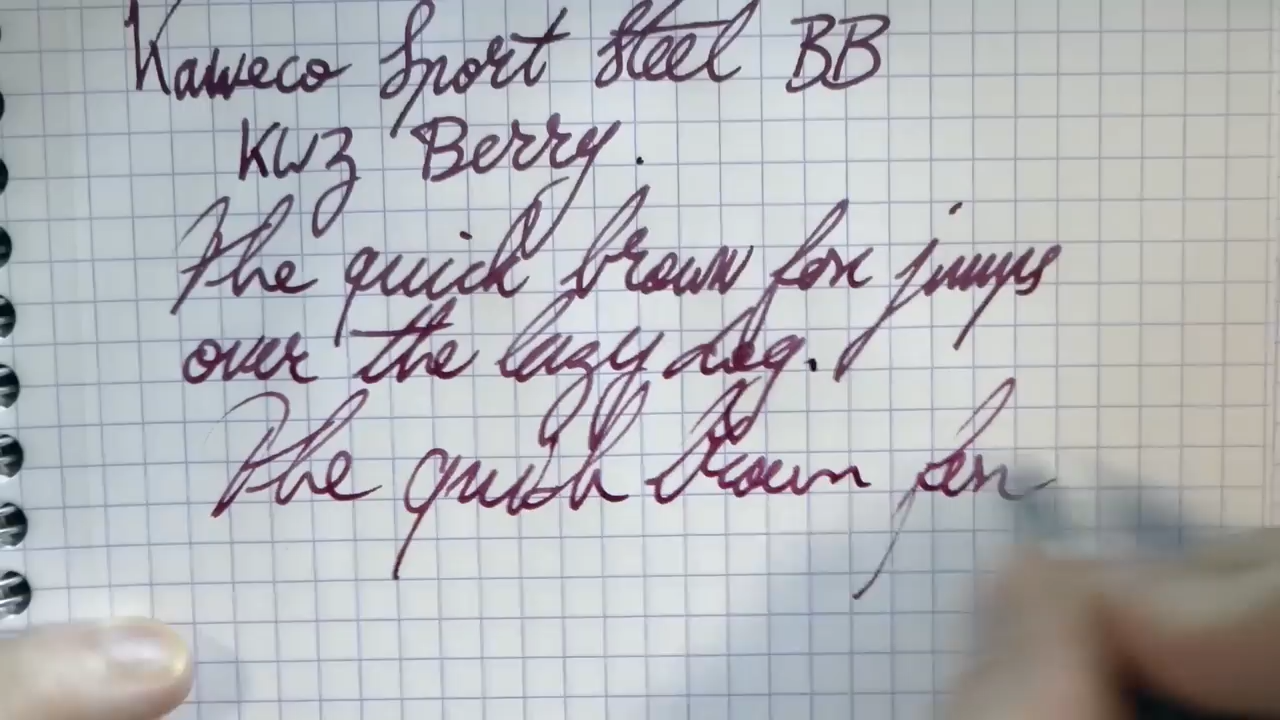 Kaweco Sport Steel BB
KWZ Berry.
The quick brown fox jumps
over the lazy dog.
The quick brown fox